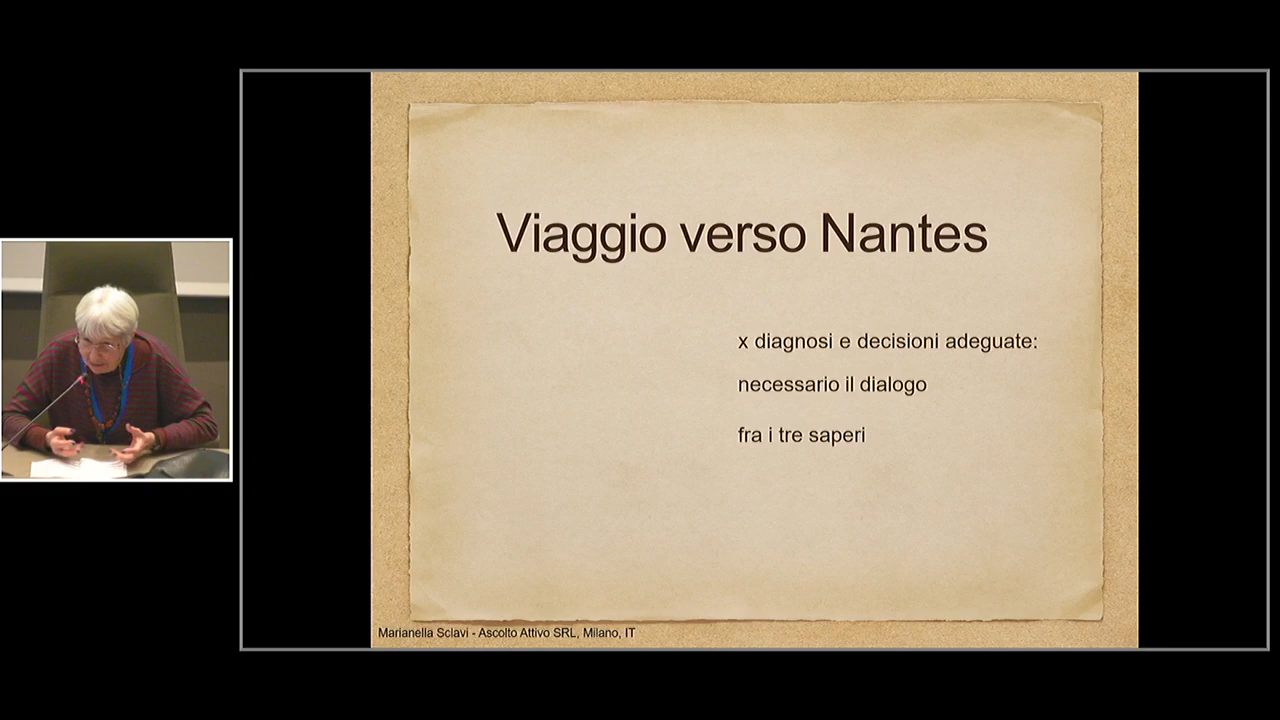 Viaggio verso Nantes
x diagnosi e decisioni adeguate:
necessario il dialogo
fra i tre saperi
Marianella Sclavi - Ascolto Attivo SRL, Milano, IT